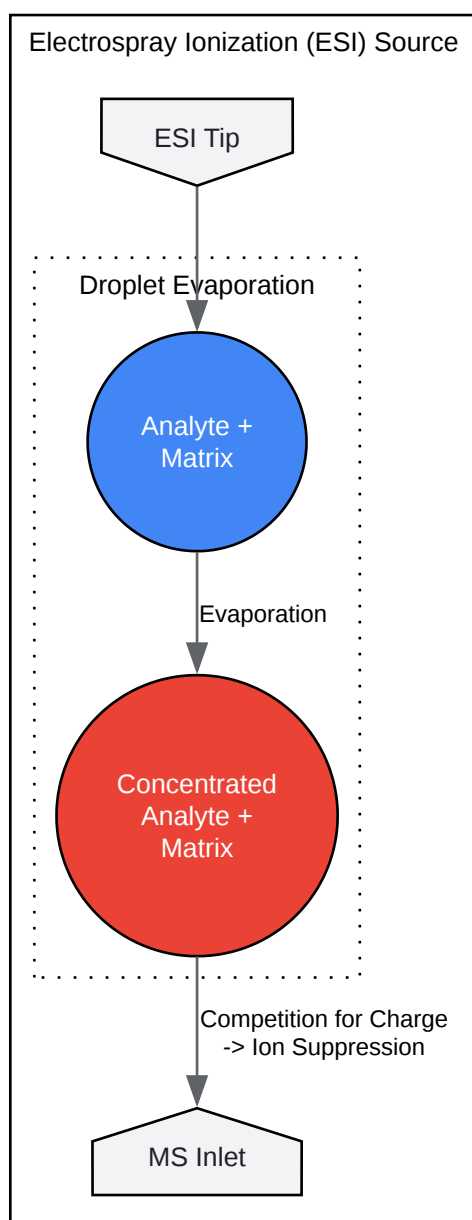 Electrospray Ionization (ESI) Source
ESI Tip
Droplet Evaporation
Analyte +
Matrix
Evaporation
Concentrated
Analyte +
Matrix
Competition for Charge
-> Ion Suppression
MS Inlet